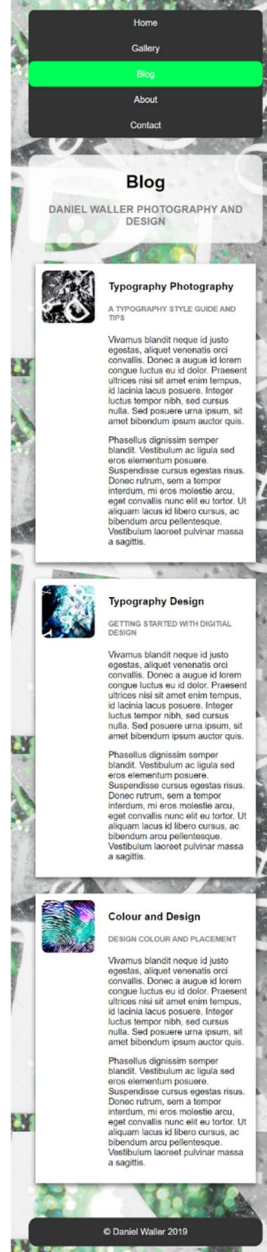 Home
Gallery
Blog
About
Contact
Blog
DANIEL WALLER PHOTOGRAPHY AND
DESIGN
Typography Photography
A TYPOGRAPHY STYLE GUIDE AND
TIPS
Vivamus blandit neque id justo
egestas, aliquet venenatis orci
convallis. Donec a augue id lorem
congue luctus eu id dolor. Praesent
ultrices nisi sit amet enim tempus,
id lacinia lacus posuere. Integer
luctus tempor nibh, sed cursus
nulla. Sed posuere urna ipsum, sit
amet bibendum ipsum auctor quis.
Phasellus dignissim semper
blandit. Vestibulum ac ligula sed
eros elementum posuere.
Suspendisse cursus egestas risus.
Donec rutrum, sem a tempor
interdum, mi eros molestie arcu,
eget convallis nunc elit eu tortor. Ut
aliquam lacus id libero cursus, ac
bibendum arcu pellentesque.
Vestibulum laoreet pulvinar massa
a sagittis.
Typography Design
GETTING STARTED WITH DIGITIAL
DESIGN
Vivamus blandit neque id justo
egestas, aliquet venenatis orci
convallis. Donec a augue id lorem
congue luctus eu id dolor. Praesent
ultrices nisi sit amet enim tempus,
id lacinia lacus posuere. Integer
luctus tempor nibh, sed cursus
nulla. Sed posuere urna ipsum, sit
amet bibendum ipsum auctor quis.
Phasellus dignissim semper
blandit. Vestibulum ac ligula sed
eros elementum posuere.
Suspendisse cursus egestas risus.
Donec rutrum, sem a tempor
interdum, mi eros molestie arcu,
eget convallis nunc elit eu tortor. Ut
aliquam lacus id libero cursus, ac
bibendum arcu pellentesque.
Vestibulum laoreet pulvinar massa
a sagittis.
Colour and Design
DESIGN COLOUR AND PLACEMENT
Vivamus blandit neque id justo
egestas, aliquet venenatis orci
convallis. Donec a augue id lorem
congue luctus eu id dolor. Praesent
ultrices nisi sit amet enim tempus,
id lacinia lacus posuere. Integer
luctus tempor nibh, sed cursus
nulla. Sed posuere urna ipsum, sit
amet bibendum ipsum auctor quis.
Phasellus dignissim semper
blandit. Vestibulum ac ligula sed
eros elementum posuere.
Suspendisse cursus egestas risus.
Donec rutrum, sem a tempor
interdum, mi eros molestie arcu,
eget convallis nunc elit eu tortor. Ut
aliquam lacus id libero cursus, ac
bibendum arcu pellentesque.
Vestibulum laoreet pulvinar massa
a sagittis.
© Daniel Waller 2019